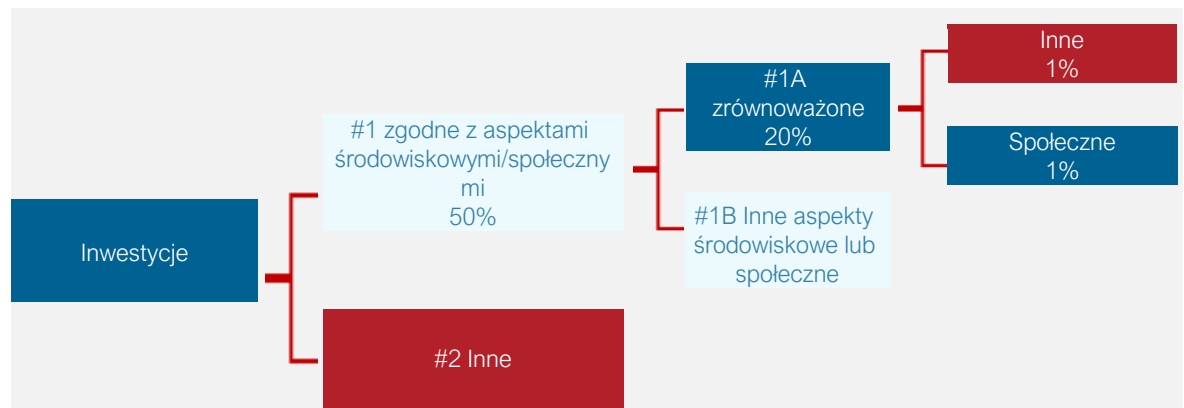 Inwestycje
#1 zgodne z aspektami
środowiskowymi/społeczny
mi
50%
#2 Inne
#1A
zrównoważone
20%
#1B Inne aspekty
środowiskowe lub
społeczne
Inne
1%
Społeczne
1%